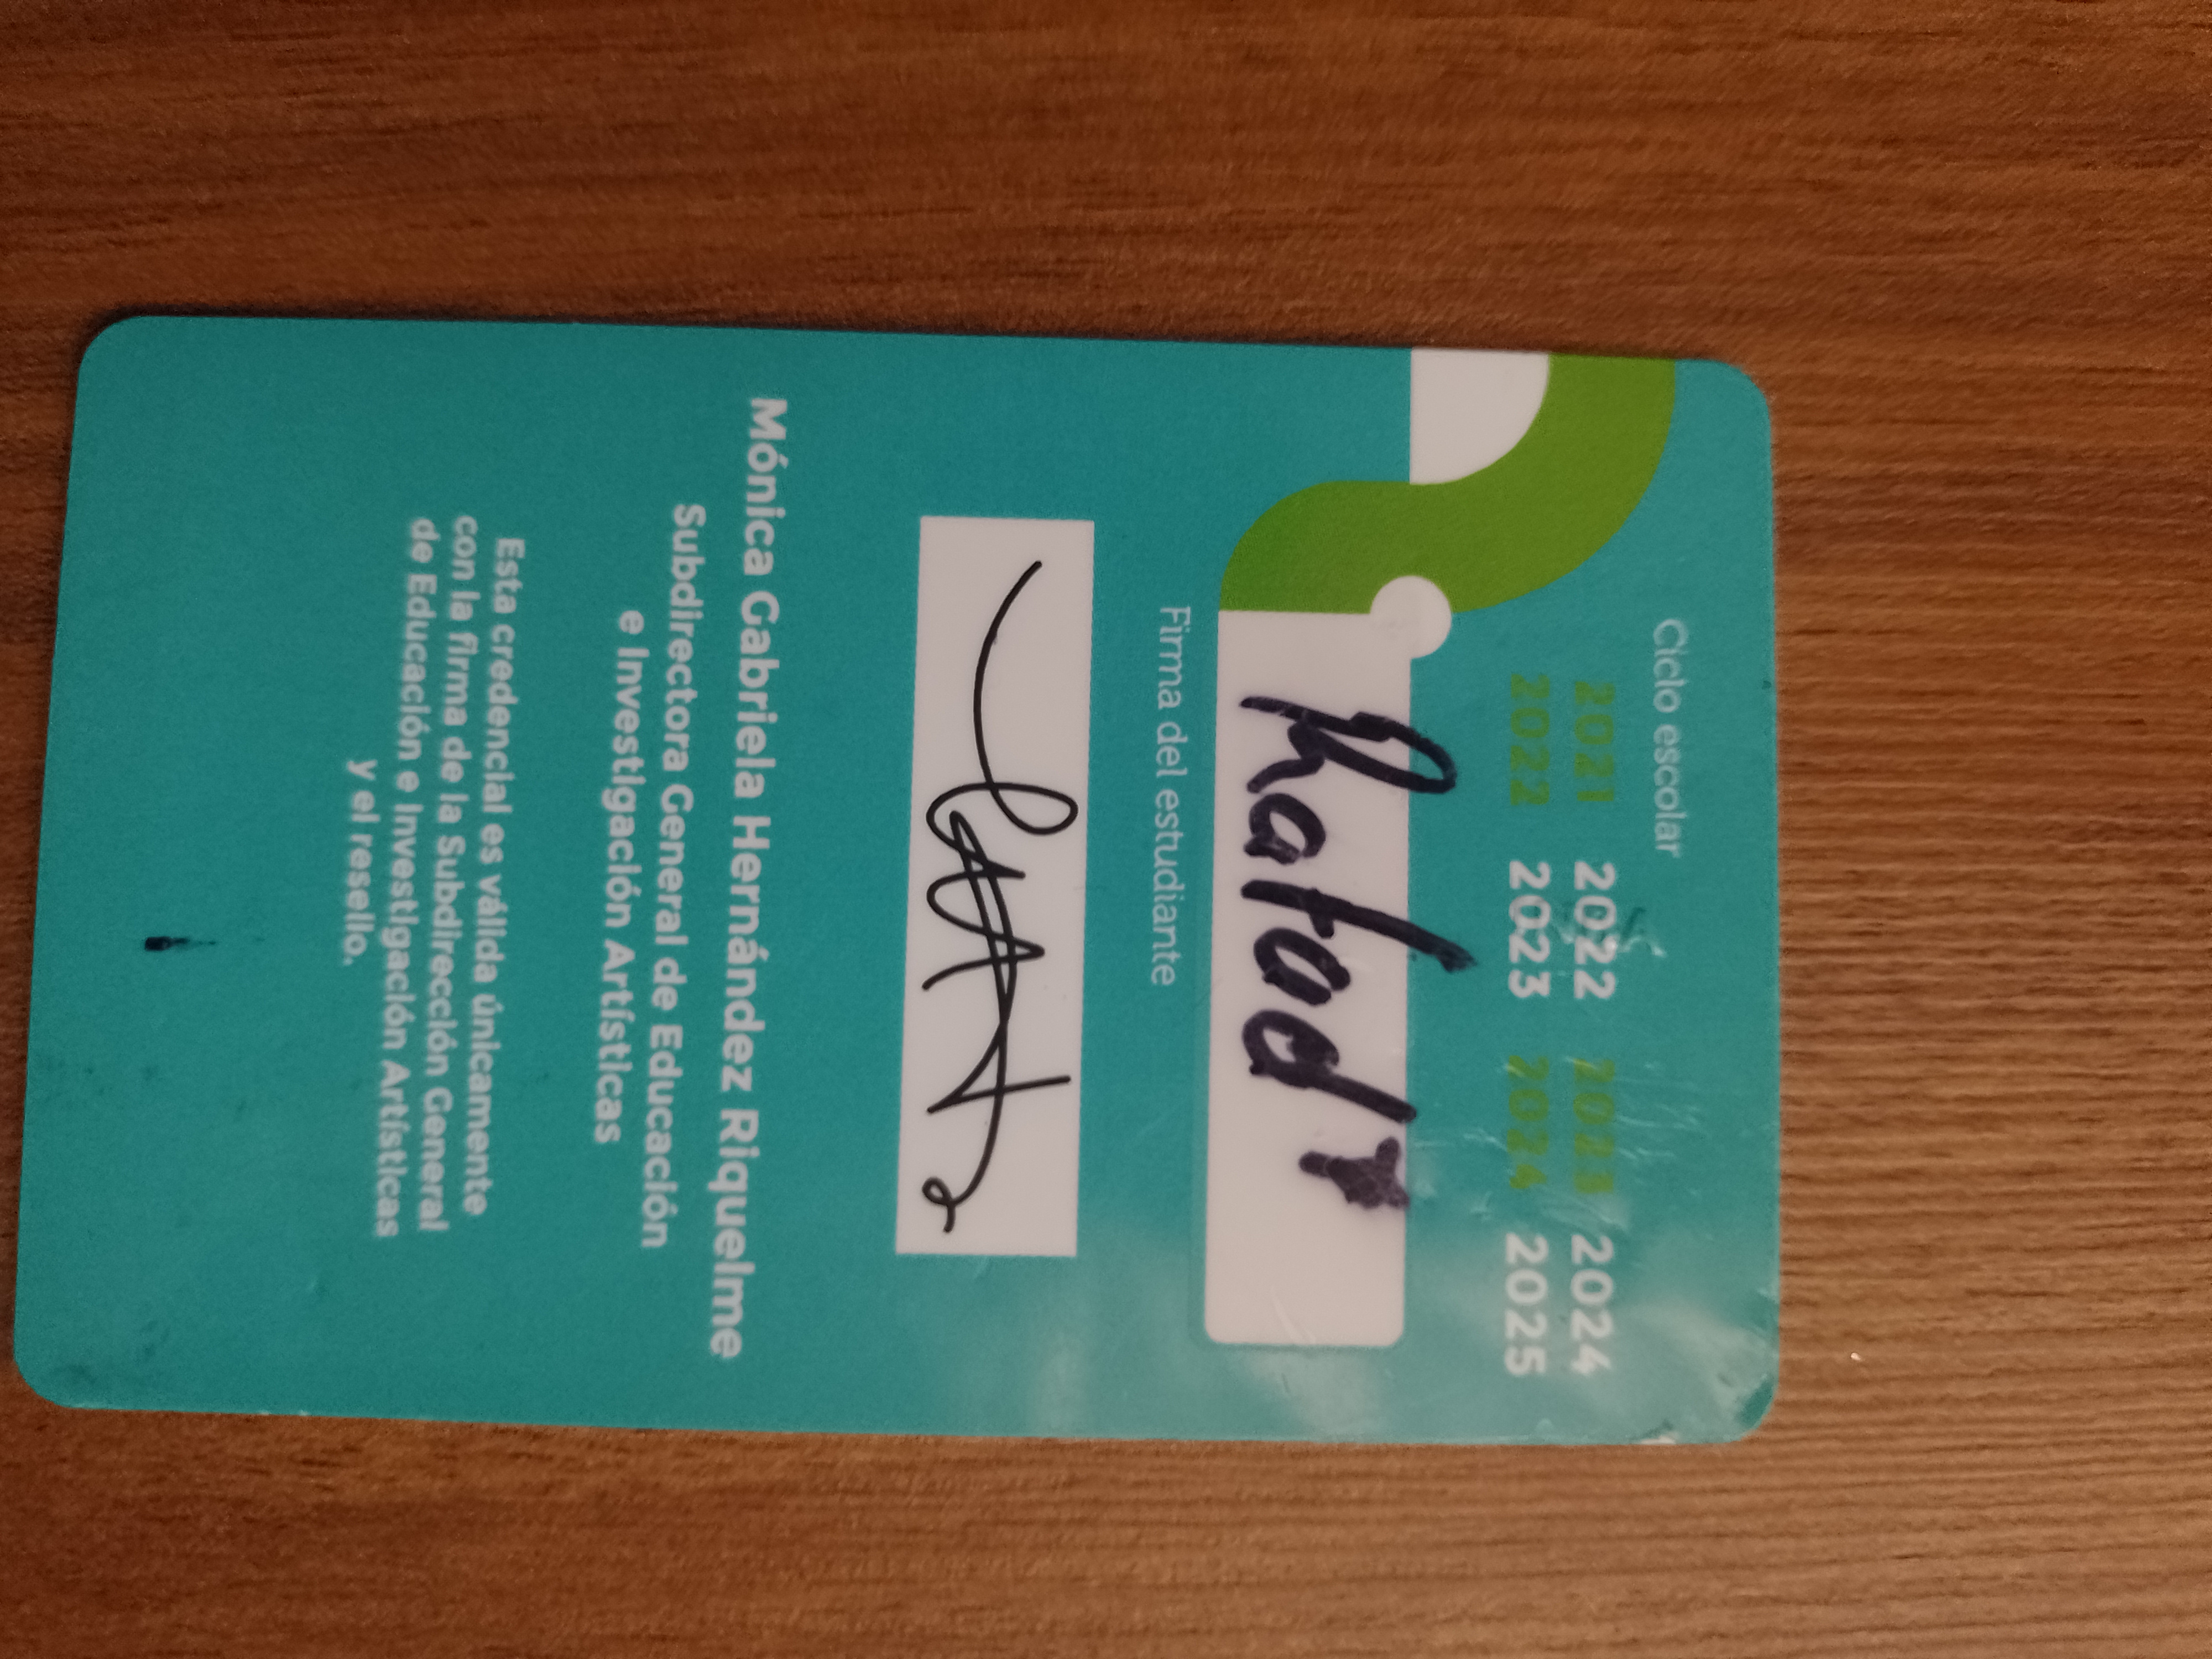 Ciclo escolar
2021 2022 2023 2024
2022 2023 2024 2025
Firma del estudiante
Mónica Gabriela Hernández Riquelme
Subdirectora General de Educación
e Investigación Artísticas
Esta credencial es válida únicamente
con la firma de la Subdirección General
de Educación e Investigación Artísticas
y el resello.